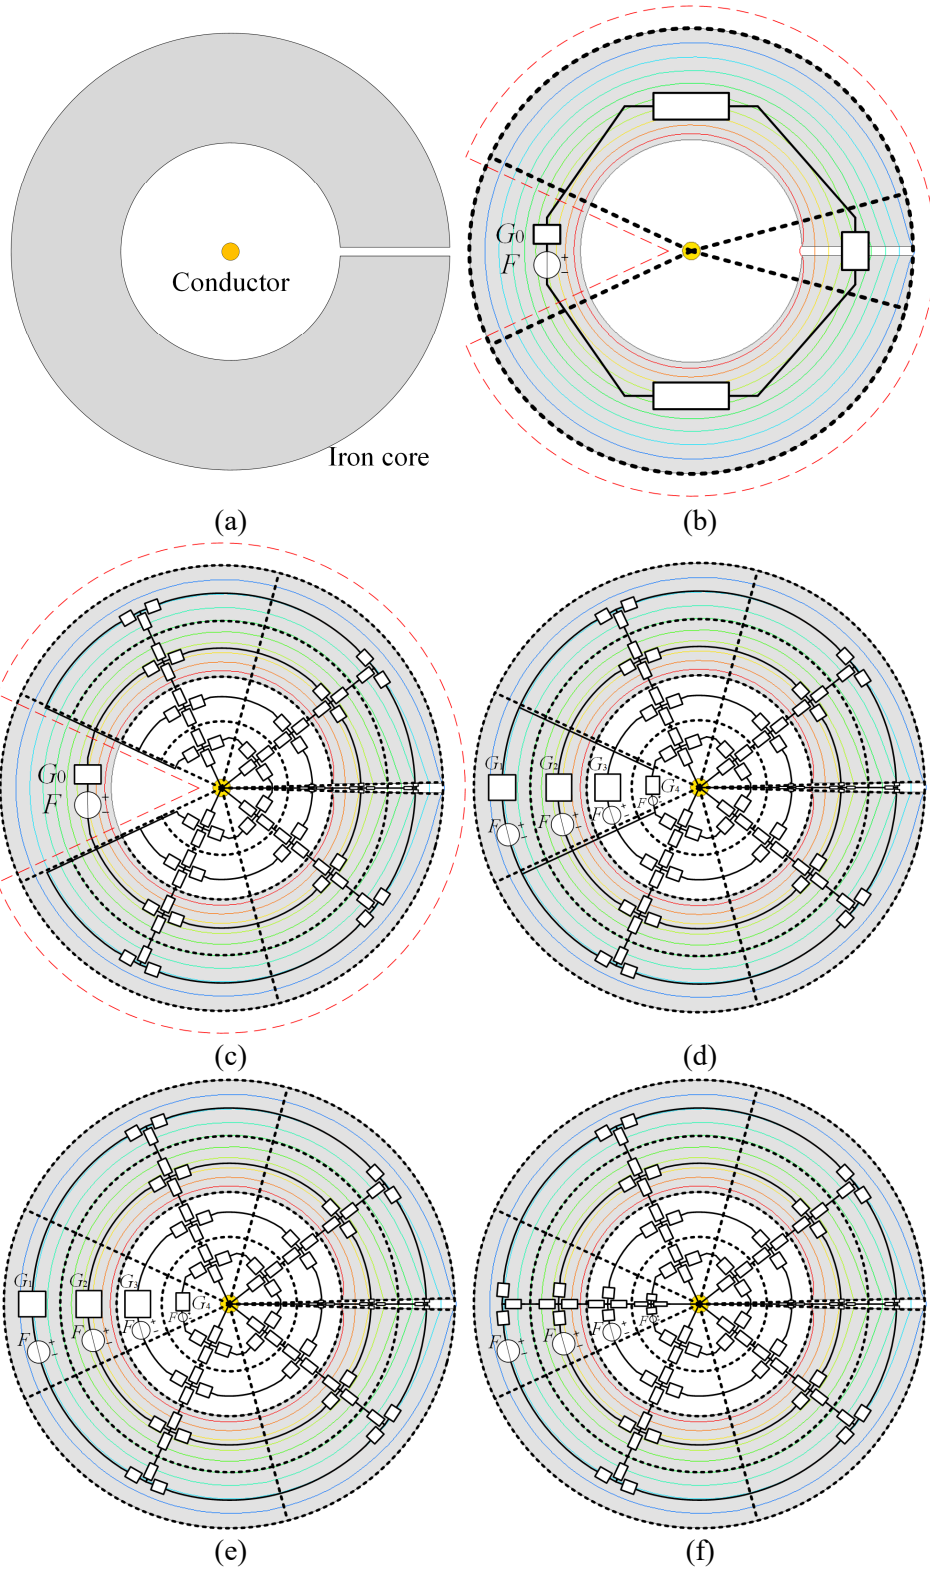 Conductor
Iron core
(a)
G0
F
+
−
(b)
G0
F
+
−
(c)
G1
G2
G3
G4
F
+
−
F
+
−
F
+
−
F
(d)
G1
G2
G3
G4
F
+
−
F
+
−
F
+
−
F
(e)
F
+
−
F
+
−
F
+
−
F
(f)